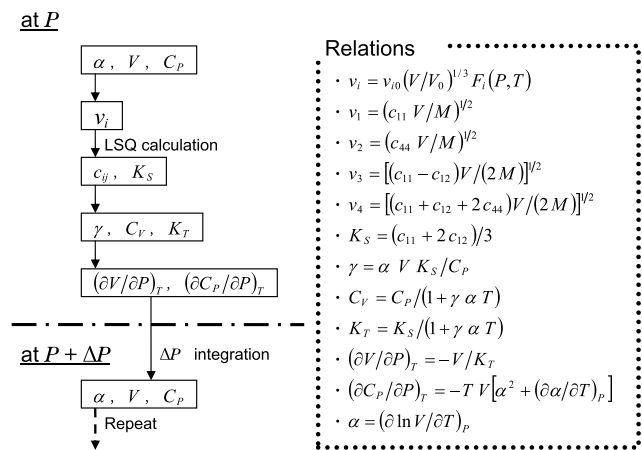 at P
α , V , C_P
v_i
LSQ calculation
c_ij , K_S
γ , C_V , K_T
(∂V/∂P)_T , (∂C_P/∂P)_T
ΔP integration
at P + ΔP
α , V , C_P
Repeat
Relations
· v_i = v_i0 (V/V_0)^1/3 F_i(P,T)
· v_1 = (c_11 V/M)^1/2
· v_2 = (c_44 V/M)^1/2
· v_3 = [(c_11 − c_12)V/(2M)]^1/2
· v_4 = [(c_11 + c_12 + 2c_44)V/(2M)]^1/2
· K_S = (c_11 + 2c_12)/3
· γ = α V K_S/C_P
· C_V = C_P/(1 + γ α T)
· K_T = K_S/(1 + γ α T)
· (∂V/∂P)_T = −V/K_T
· (∂C_P/∂P)_T = −T V[α^2 + (∂α/∂T)_P]
· α = (∂ ln V/∂T)_P